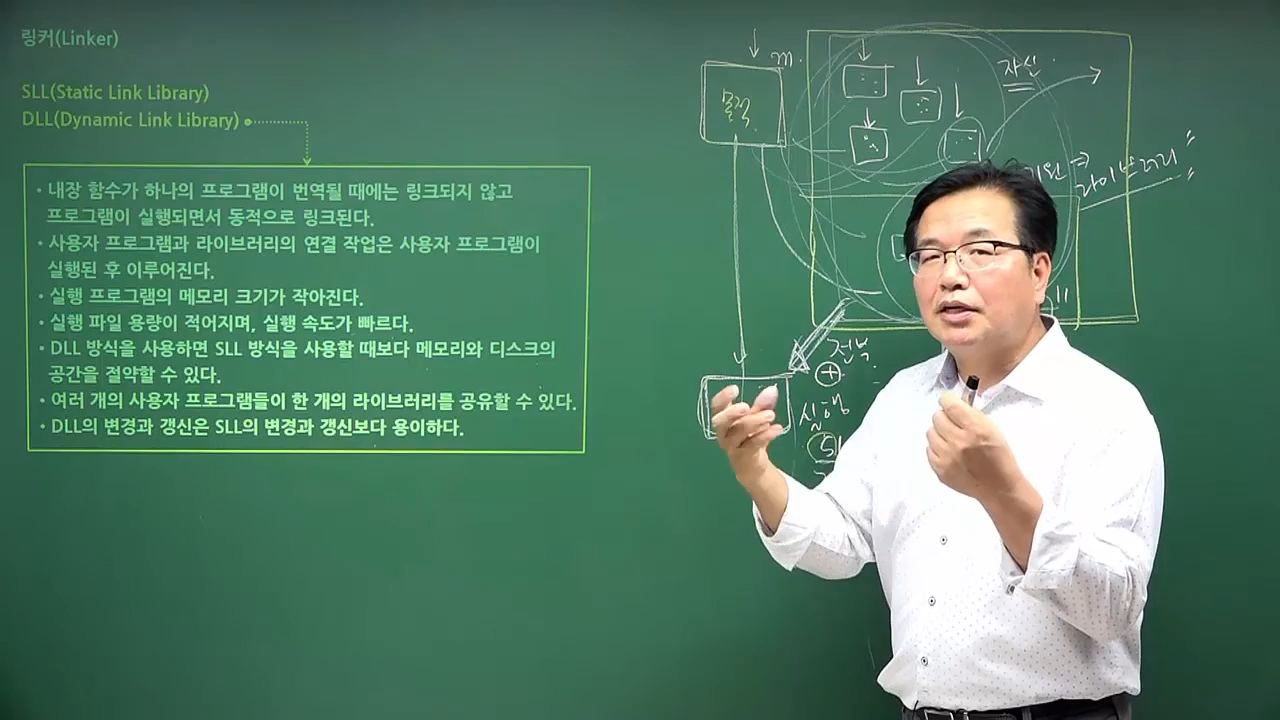 링커(Linker)
SLL(Static Link Library)
DLL(Dynamic Link Library)
• 내장 함수가 하나의 프로그램이 번역될 때에는 링크되지 않고
프로그램이 실행되면서 동적으로 링크된다.
• 사용자 프로그램과 라이브러리의 연결 작업은 사용자 프로그램이
실행된 후 이루어진다.
• 실행 프로그램의 메모리 크기가 작아진다.
• 실행 파일 용량이 적어지며, 실행 속도가 빠르다.
• DLL 방식을 사용하면 SLL 방식을 사용할 때보다 메모리와 디스크의
공간을 절약할 수 있다.
• 여러 개의 사용자 프로그램들이 한 개의 라이브러리를 공유할 수 있다.
• DLL의 변경과 갱신은 SLL의 변경과 갱신보다 용이하다.
m.
목적
자신
라이브러리
전부
+
실행